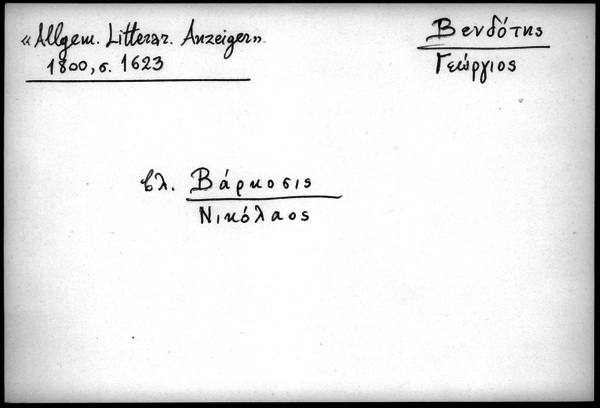 «Allgem. Litterar. Anzeiger».
1800, σ. 1623
Βενδότης
Γεώργιος
βλ. Βάρκοσις
Νικόλαος